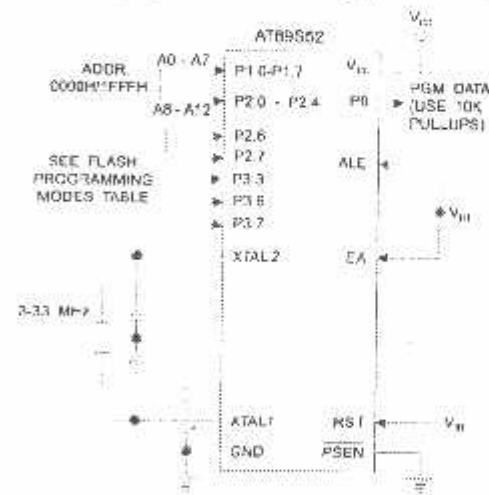 AT89S52
ADDR.
0000H/1FFFH
A0 - A7
A8 - A12
P1.0-P1.7
P2.0 - P2.4
P2.6
P2.7
P3.3
P3.6
P3.7
XTAL2
SEE FLASH
PROGRAMMING
MODES TABLE
3-33 MHz
XTAL1
GND
VCC
VCC
P0
PGM DATA
(USE 10K
PULLUPS)
ALE
EA
RST
VIH
PSEN